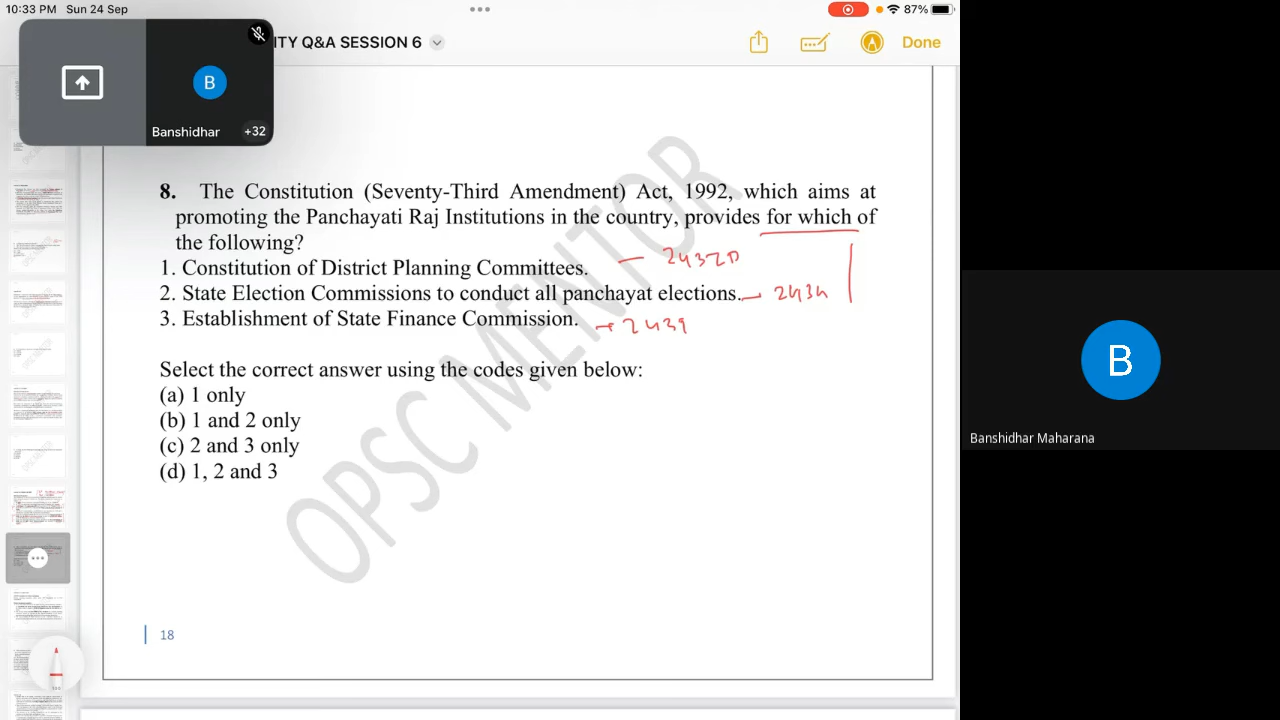 10:33 PM Sun 24 Sep
87%
ITY Q&A SESSION 6
Done
B
Banshidhar +32
8. The Constitution (Seventy-Third Amendment) Act, 1992, which aims at
promoting the Panchayati Raj Institutions in the country, provides for which of
the following?
1. Constitution of District Planning Committees. — 243ZD
2. State Election Commissions to conduct all panchayat elections. → 243K
3. Establishment of State Finance Commission. → 243I
Select the correct answer using the codes given below:
(a) 1 only
(b) 1 and 2 only
(c) 2 and 3 only
(d) 1, 2 and 3
OPSC MENTOR
18
B
Banshidhar Maharana